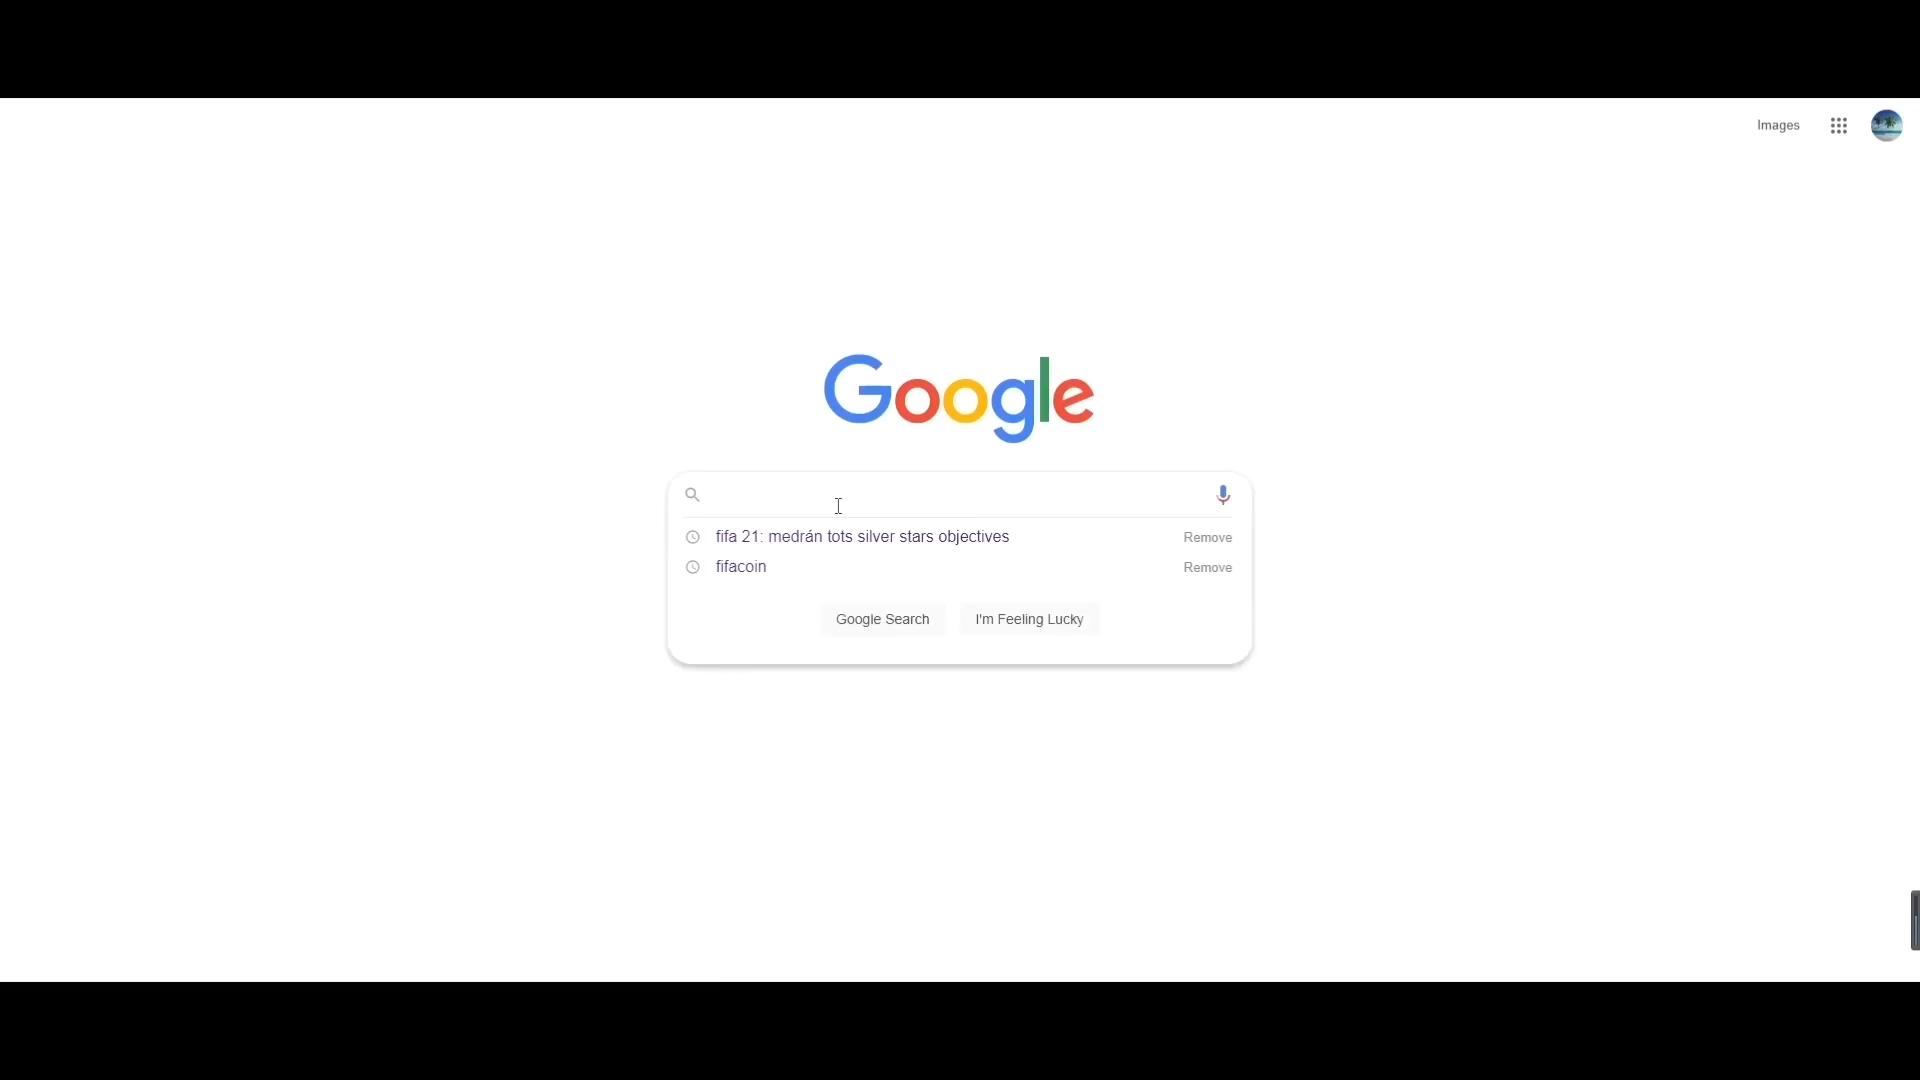 Images
Google
fifa 21: medrán tots silver stars objectives
Remove
fifacoin
Remove
Google Search
I'm Feeling Lucky